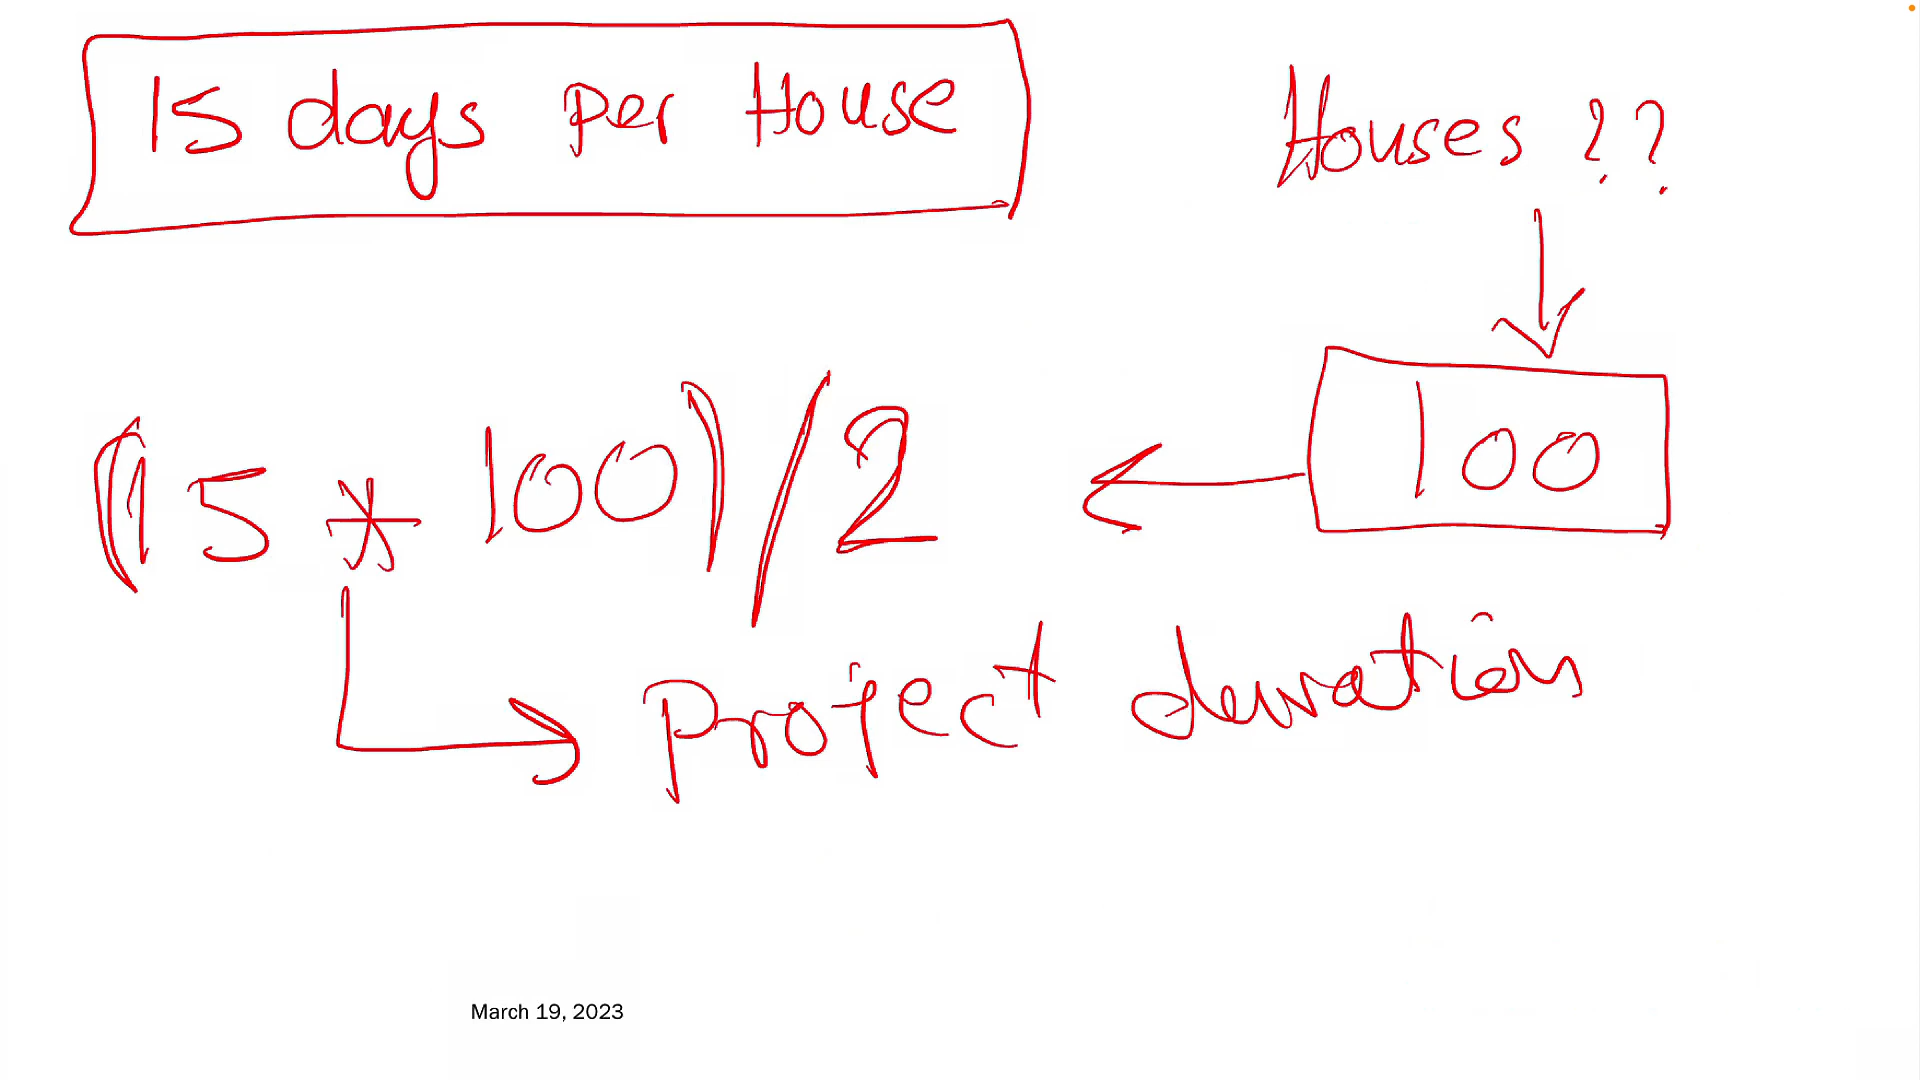 15 days per House
Houses ??
100
(15 * 100) / 2
Project duration
March 19, 2023